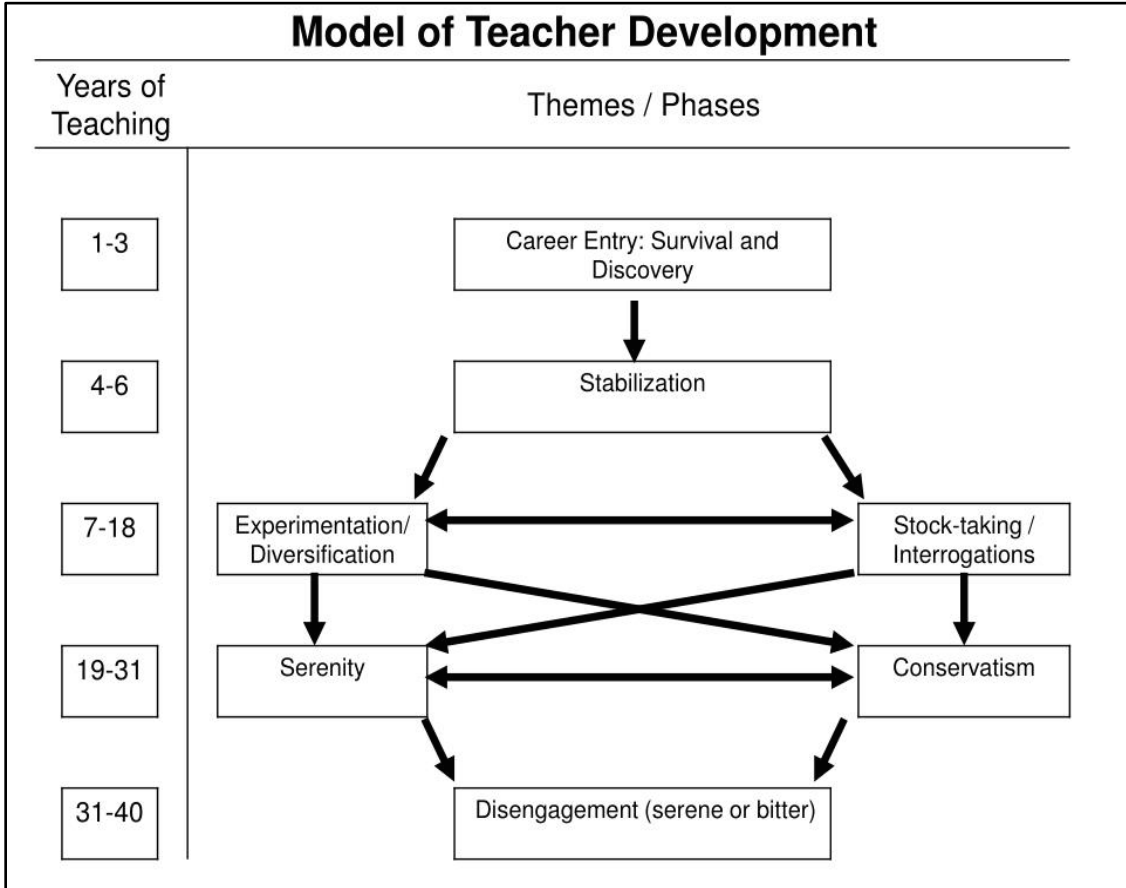 Model of Teacher Development
Years of
Teaching
Themes / Phases
1-3
Career Entry: Survival and
Discovery
4-6
Stabilization
7-18
Experimentation/
Diversification
Stock-taking /
Interrogations
19-31
Serenity
Conservatism
31-40
Disengagement (serene or bitter)